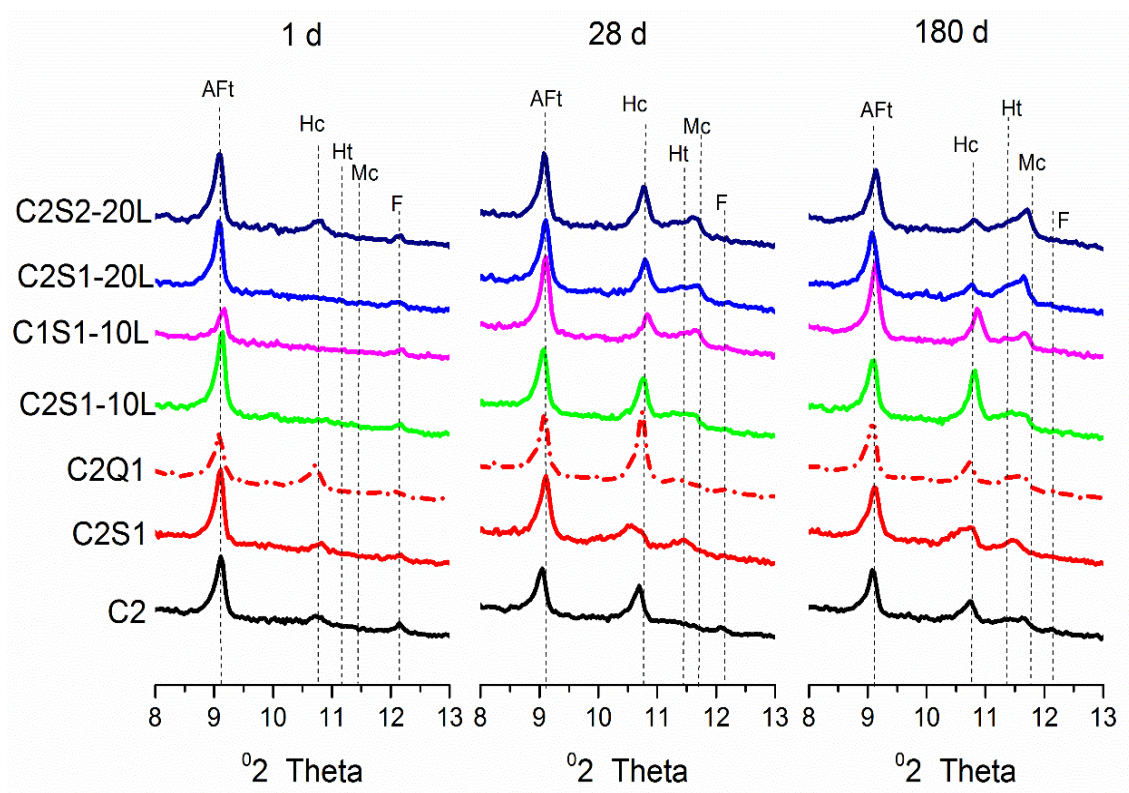 1 d 28 d 180 d
AFt Hc Ht Mc F
AFt Hc Ht Mc F
AFt Hc Ht Mc F
C2S2-20L
C2S1-20L
C1S1-10L
C2S1-10L
C2Q1
C2S1
C2
8 9 10 11 12 13
8 9 10 11 12 13
8 9 10 11 12 13
⁰2 Theta
⁰2 Theta
⁰2 Theta